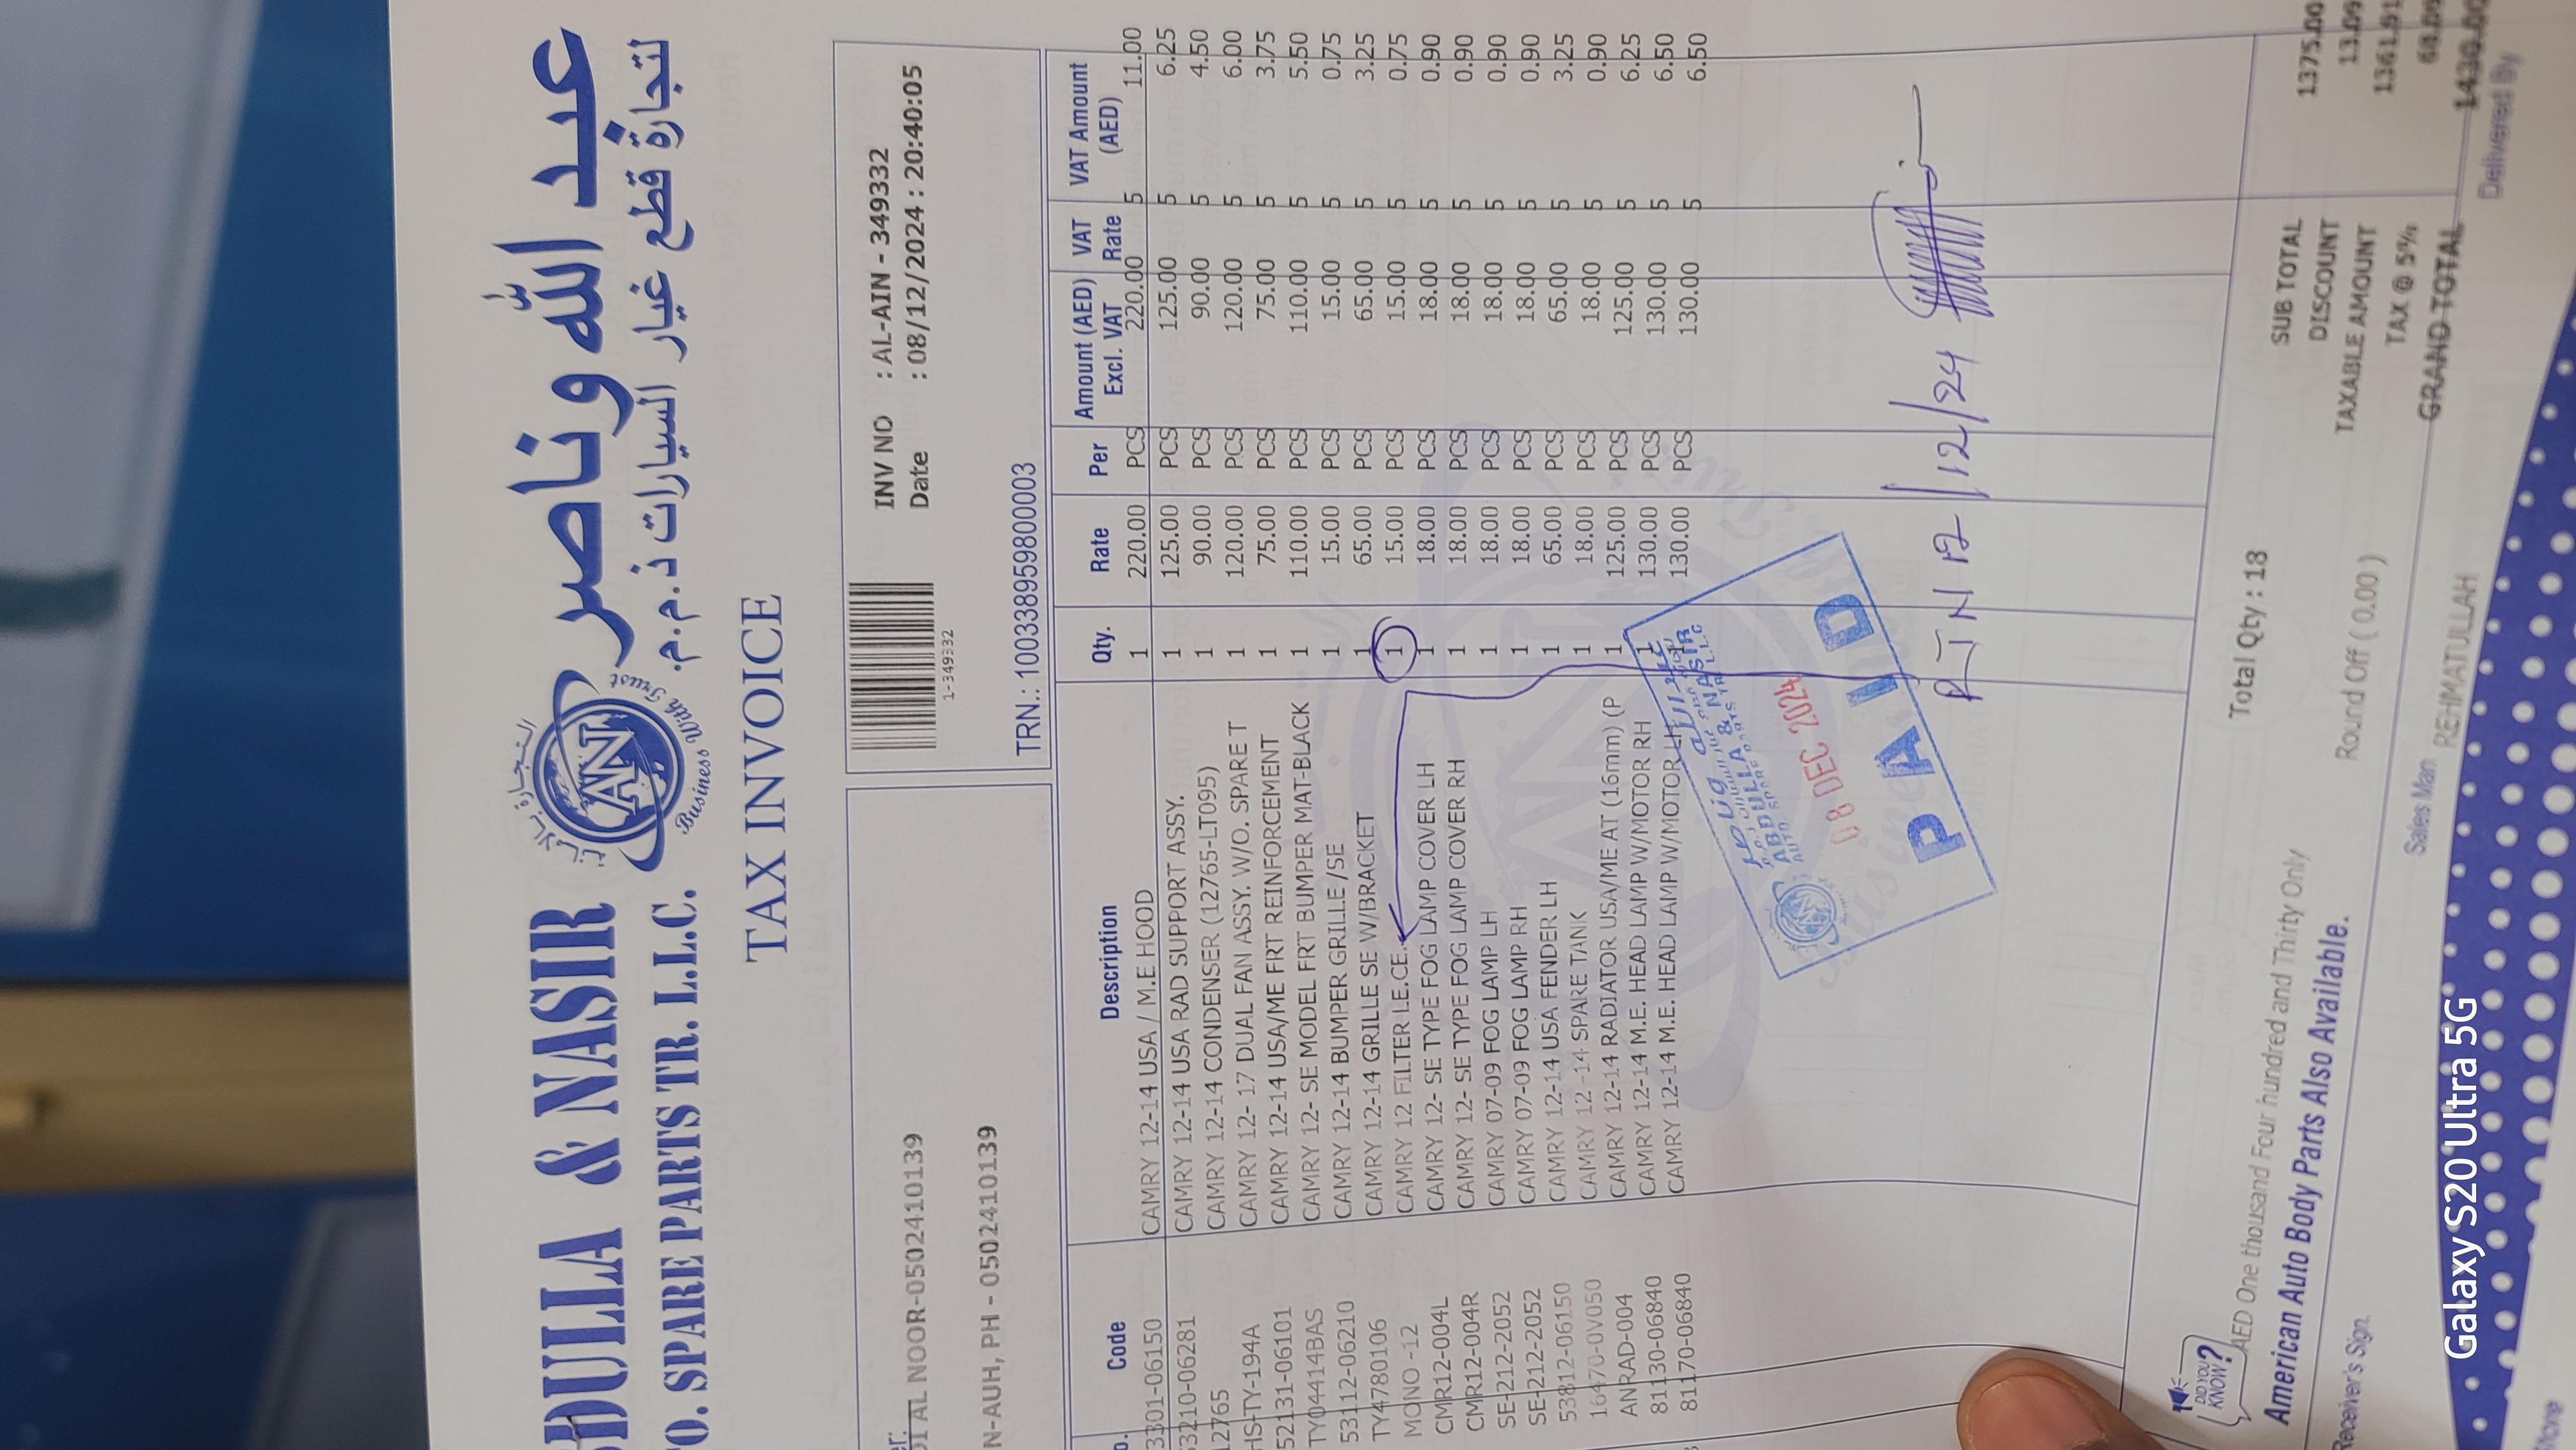 عبد الله وناصر
لتجارة قطع غيار السيارات ذ.م.م.
AN
Business With Trust
& NASIR
SPARE PARTS TR. L.L.C.
TAX INVOICE
AL NOOR-0502410139
N-AUH, PH - 0502410139
1-349332
INV NO : AL-AIN - 349332
Date : 08/12/2024 : 20:40:05
TRN.: 100338959800003
Code Description Qty. Rate Per Amount (AED) Excl. VAT VAT Rate VAT Amount (AED)
3301-06150 CAMRY 12-14 USA / M.E HOOD 1 220.00 PCS 220.00 5 11.00
53210-06281 CAMRY 12-14 USA RAD SUPPORT ASSY. 1 125.00 PCS 125.00 5 6.25
12765 CAMRY 12-14 CONDENSER (12765-LT095) 1 90.00 PCS 90.00 5 4.50
HS-TY-194A CAMRY 12- 17 DUAL FAN ASSY. W/O. SPARE T 1 120.00 PCS 120.00 5 6.00
52131-06101 CAMRY 12-14 USA/ME FRT REINFORCEMENT 1 75.00 PCS 75.00 5 3.75
TY04414BAS CAMRY 12- SE MODEL FRT BUMPER MAT-BLACK 1 110.00 PCS 110.00 5 5.50
53112-06210 CAMRY 12-14 BUMPER GRILLE /SE 1 15.00 PCS 15.00 5 0.75
TY4780106 CAMRY 12-14 GRILLE SE W/BRACKET 1 65.00 PCS 65.00 5 3.25
MONO -12 CAMRY 12 FILTER I.E.CE. 1 15.00 PCS 15.00 5 0.75
CMR12-004L CAMRY 12- SE TYPE FOG LAMP COVER LH 1 18.00 PCS 18.00 5 0.90
CMR12-004R CAMRY 12- SE TYPE FOG LAMP COVER RH 1 18.00 PCS 18.00 5 0.90
SE-212-2052 CAMRY 07-09 FOG LAMP LH 1 18.00 PCS 18.00 5 0.90
SE-212-2052 CAMRY 07-09 FOG LAMP RH 1 18.00 PCS 18.00 5 0.90
53812-06150 CAMRY 12-14 USA FENDER LH 1 65.00 PCS 65.00 5 3.25
16470-0V050 CAMRY 12 -14 SPARE TANK 1 18.00 PCS 18.00 5 0.90
ANRAD-004 CAMRY 12-14 RADIATOR USA/ME AT (16mm) (P 1 125.00 PCS 125.00 5 6.25
81130-06840 CAMRY 12-14 M.E. HEAD LAMP W/MOTOR RH 1 130.00 PCS 130.00 5 6.50
81170-06840 CAMRY 12-14 M.E. HEAD LAMP W/MOTOR LH 1 130.00 PCS 130.00 5 6.50
ABDULLA & NASIR
08 DEC 2024
PAID
RTN 12/12/24
Total Qty : 18
SUB TOTAL 1375.00
DISCOUNT 13.09
TAXABLE AMOUNT 1361.91
TAX @ 5% 68.09
GRAND TOTAL 1430.00
Round Off ( 0.00 )
DID YOU KNOW?
AED One thousand Four hundred and Thirty Only
American Auto Body Parts Also Available.
Receiver's Sign.
Sales Man REHMATULLAH
Delivered By
Galaxy S20 Ultra 5G